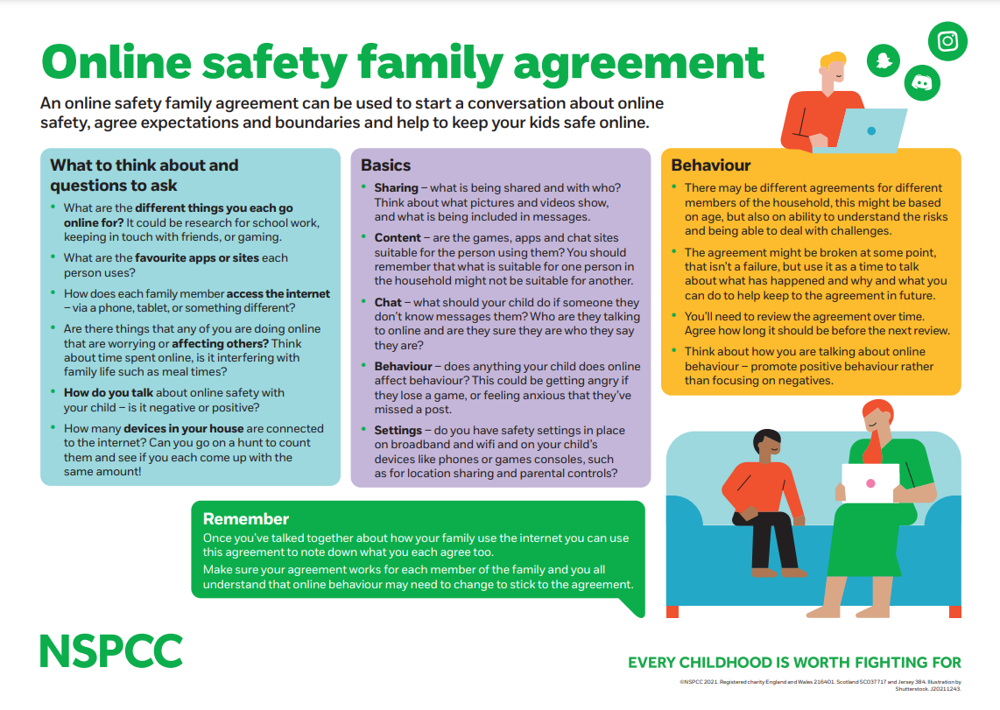 Online safety family agreement
An online safety family agreement can be used to start a conversation about online
safety, agree expectations and boundaries and help to keep your kids safe online.
What to think about and
questions to ask
• What are the different things you each go
online for? It could be research for school work,
keeping in touch with friends, or gaming.
• What are the favourite apps or sites each
person uses?
• How does each family member access the internet
– via a phone, tablet, or something different?
• Are there things that any of you are doing online
that are worrying or affecting others? Think
about time spent online, is it interfering with
family life such as meal times?
• How do you talk about online safety with
your child – is it negative or positive?
• How many devices in your house are connected
to the internet? Can you go on a hunt to count
them and see if you each come up with the
same amount!
Basics
• Sharing – what is being shared and with who?
Think about what pictures and videos show,
and what is being included in messages.
• Content – are the games, apps and chat sites
suitable for the person using them? You should
remember that what is suitable for one person in
the household might not be suitable for another.
• Chat – what should your child do if someone they
don't know messages them? Who are they talking
to online and are they sure they are who they say
they are?
• Behaviour – does anything your child does online
affect behaviour? This could be getting angry if
they lose a game, or feeling anxious that they've
missed a post.
• Settings – do you have safety settings in place
on broadband and wifi and on your child's
devices like phones or games consoles, such
as for location sharing and parental controls?
Behaviour
• There may be different agreements for different
members of the household, this might be based
on age, but also on ability to understand the risks
and being able to deal with challenges.
• The agreement might be broken at some point,
that isn't a failure, but use it as a time to talk
about what has happened and why and what you
can do to help keep to the agreement in future.
• You'll need to review the agreement over time.
Agree how long it should be before the next review.
• Think about how you are talking about online
behaviour – promote positive behaviour rather
than focusing on negatives.
Remember
Once you've talked together about how your family use the internet you can use
this agreement to note down what you each agree too.
Make sure your agreement works for each member of the family and you all
understand that online behaviour may need to change to stick to the agreement.
NSPCC
EVERY CHILDHOOD IS WORTH FIGHTING FOR
©NSPCC 2021. Registered charity England and Wales 216401. Scotland SC037717 and Jersey 384. Illustration by
Shutterstock. J20211243.